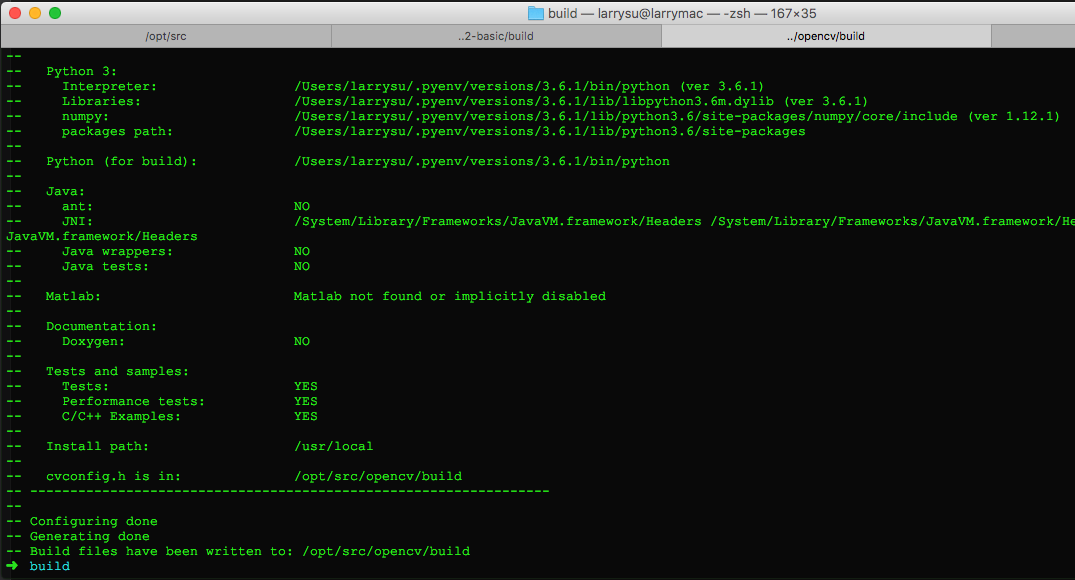 build — larrysu@larrymac — -zsh — 167×35
/opt/src ..2-basic/build ../opencv/build
--
--   Python 3:
--     Interpreter:                 /Users/larrysu/.pyenv/versions/3.6.1/bin/python (ver 3.6.1)
--     Libraries:                   /Users/larrysu/.pyenv/versions/3.6.1/lib/libpython3.6m.dylib (ver 3.6.1)
--     numpy:                       /Users/larrysu/.pyenv/versions/3.6.1/lib/python3.6/site-packages/numpy/core/include (ver 1.12.1)
--     packages path:               /Users/larrysu/.pyenv/versions/3.6.1/lib/python3.6/site-packages
--
--   Python (for build):            /Users/larrysu/.pyenv/versions/3.6.1/bin/python
--
--   Java:
--     ant:                         NO
--     JNI:                         /System/Library/Frameworks/JavaVM.framework/Headers /System/Library/Frameworks/JavaVM.framework/He
JavaVM.framework/Headers
--     Java wrappers:               NO
--     Java tests:                  NO
--
--   Matlab:                        Matlab not found or implicitly disabled
--
--   Documentation:
--     Doxygen:                     NO
--
--   Tests and samples:
--     Tests:                       YES
--     Performance tests:           YES
--     C/C++ Examples:              YES
--
--   Install path:                  /usr/local
--
--   cvconfig.h is in:              /opt/src/opencv/build
-- -----------------------------------------------------------------
--
-- Configuring done
-- Generating done
-- Build files have been written to: /opt/src/opencv/build
➜ build